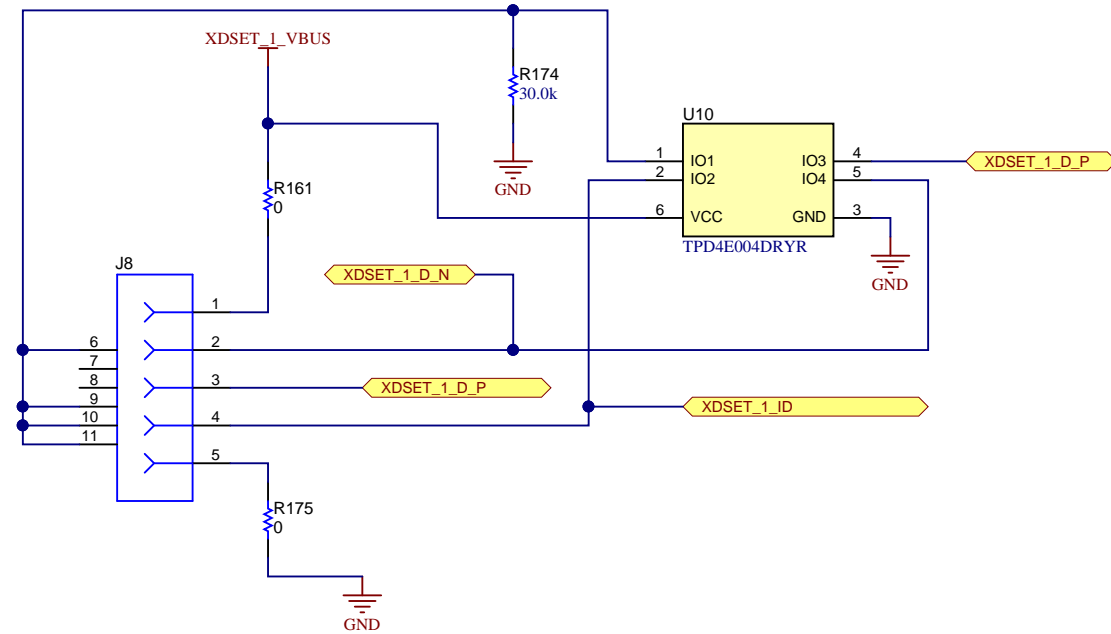 XDSET_1_VBUS
R174
30.0k
GND
U10
1 IO1 IO3 4
2 IO2 IO4 5
6 VCC GND 3
TPD4E004DRYR
XDSET_1_D_P
GND
R161
0
XDSET_1_D_N
J8
1
6 2
7
8 3
9
10 4
11
5
XDSET_1_D_P
XDSET_1_ID
R175
0
GND